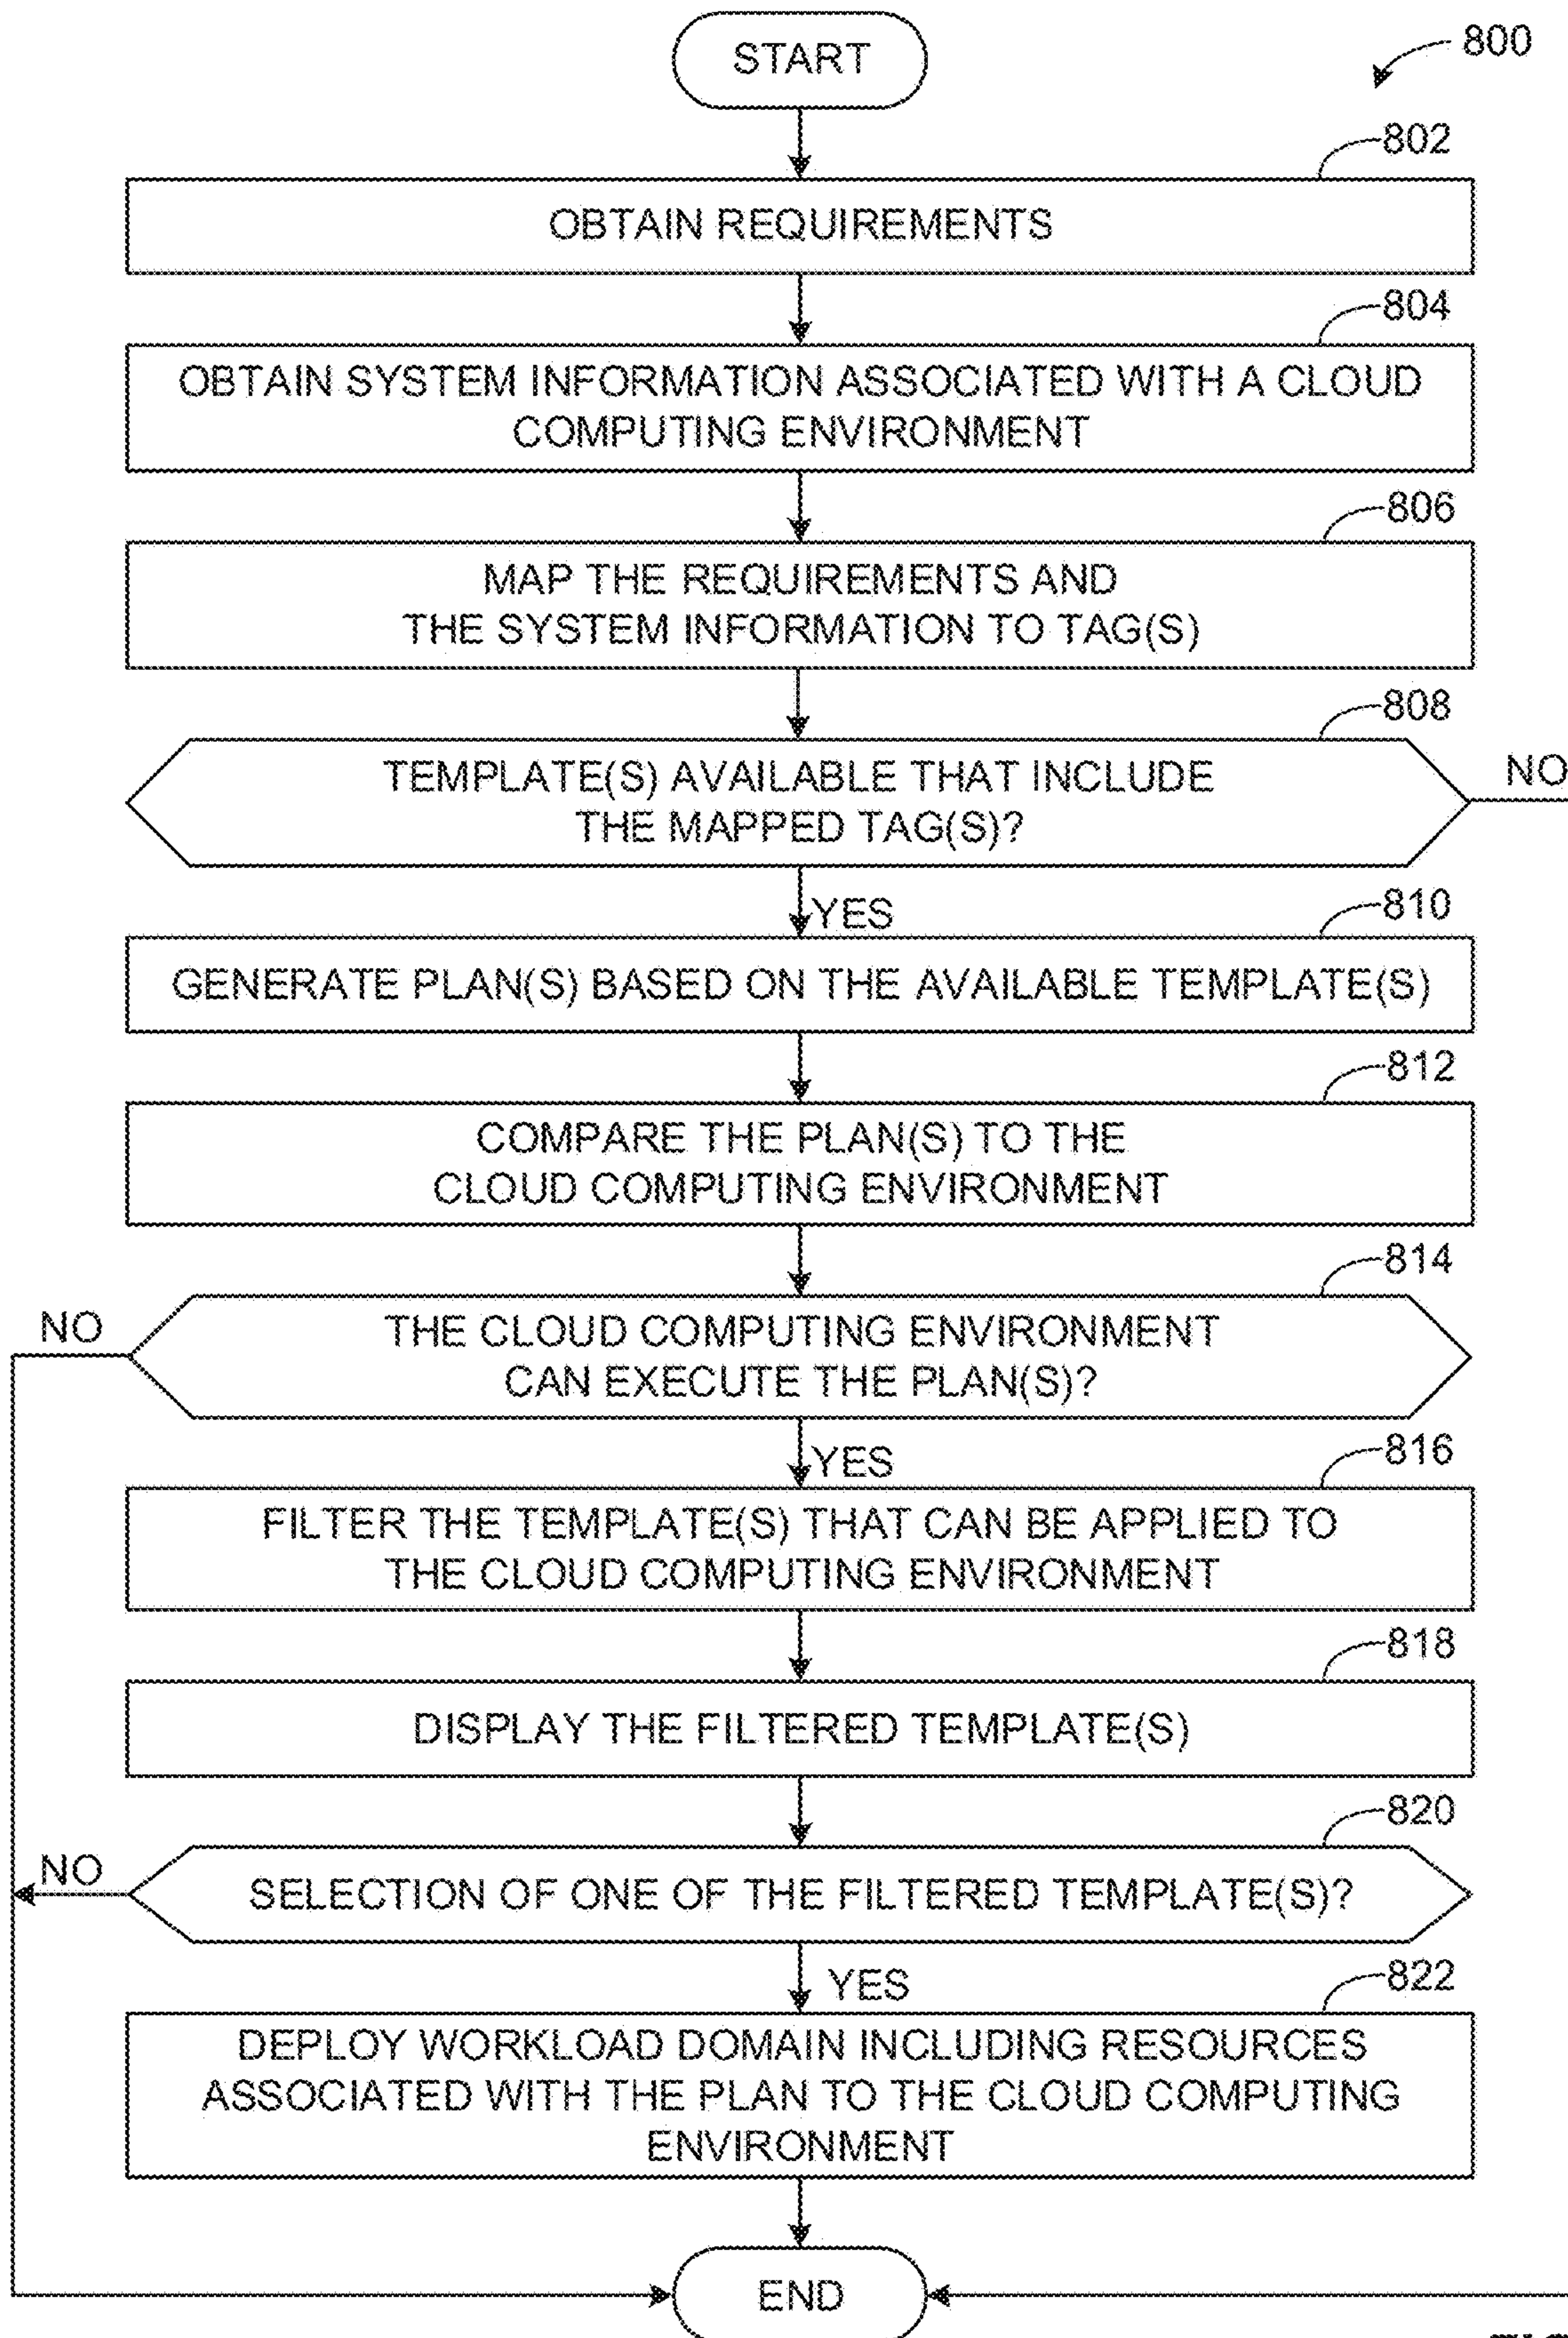 START
800
802
OBTAIN REQUIREMENTS
804
OBTAIN SYSTEM INFORMATION ASSOCIATED WITH A CLOUD
COMPUTING ENVIRONMENT
806
MAP THE REQUIREMENTS AND
THE SYSTEM INFORMATION TO TAG(S)
808
TEMPLATE(S) AVAILABLE THAT INCLUDE
THE MAPPED TAG(S)?
NO
YES
810
GENERATE PLAN(S) BASED ON THE AVAILABLE TEMPLATE(S)
812
COMPARE THE PLAN(S) TO THE
CLOUD COMPUTING ENVIRONMENT
814
NO
THE CLOUD COMPUTING ENVIRONMENT
CAN EXECUTE THE PLAN(S)?
YES
816
FILTER THE TEMPLATE(S) THAT CAN BE APPLIED TO
THE CLOUD COMPUTING ENVIRONMENT
818
DISPLAY THE FILTERED TEMPLATE(S)
820
NO
SELECTION OF ONE OF THE FILTERED TEMPLATE(S)?
YES
822
DEPLOY WORKLOAD DOMAIN INCLUDING RESOURCES
ASSOCIATED WITH THE PLAN TO THE CLOUD COMPUTING
ENVIRONMENT
END